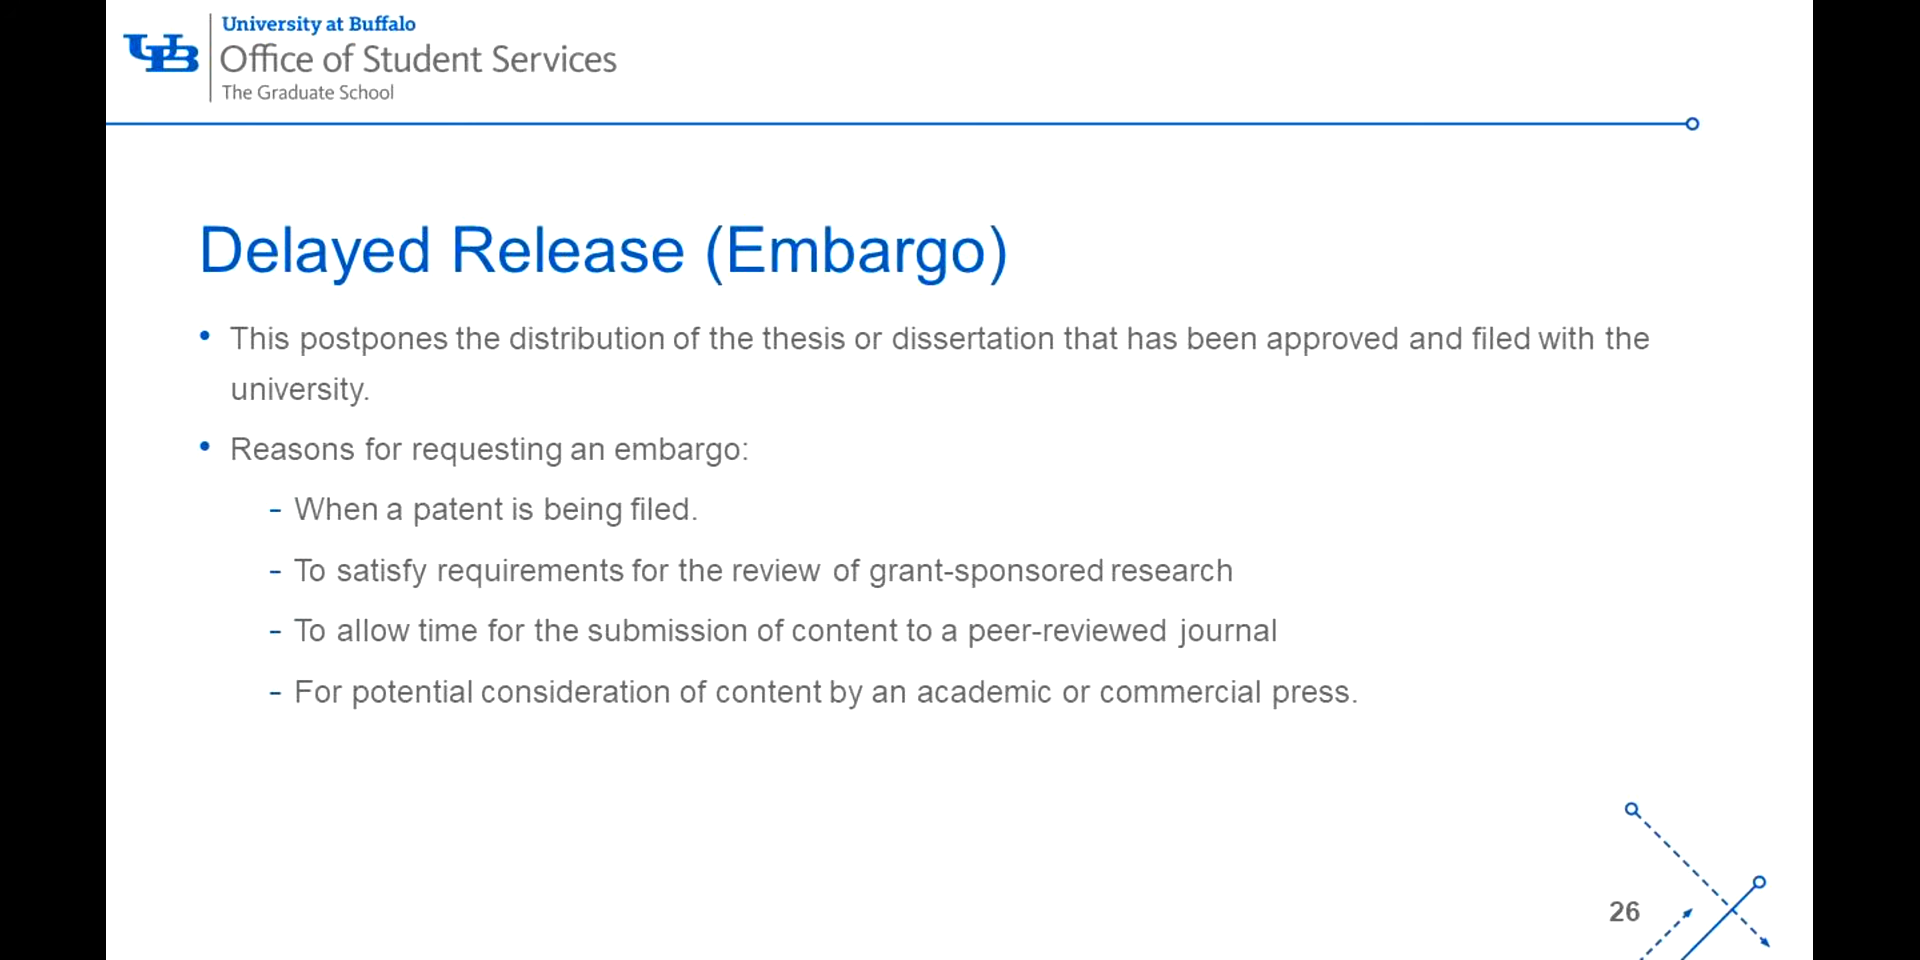 UB
University at Buffalo
Office of Student Services
The Graduate School
Delayed Release (Embargo)
• This postpones the distribution of the thesis or dissertation that has been approved and filed with the
university.
• Reasons for requesting an embargo:
- When a patent is being filed.
- To satisfy requirements for the review of grant-sponsored research
- To allow time for the submission of content to a peer-reviewed journal
- For potential consideration of content by an academic or commercial press.
26